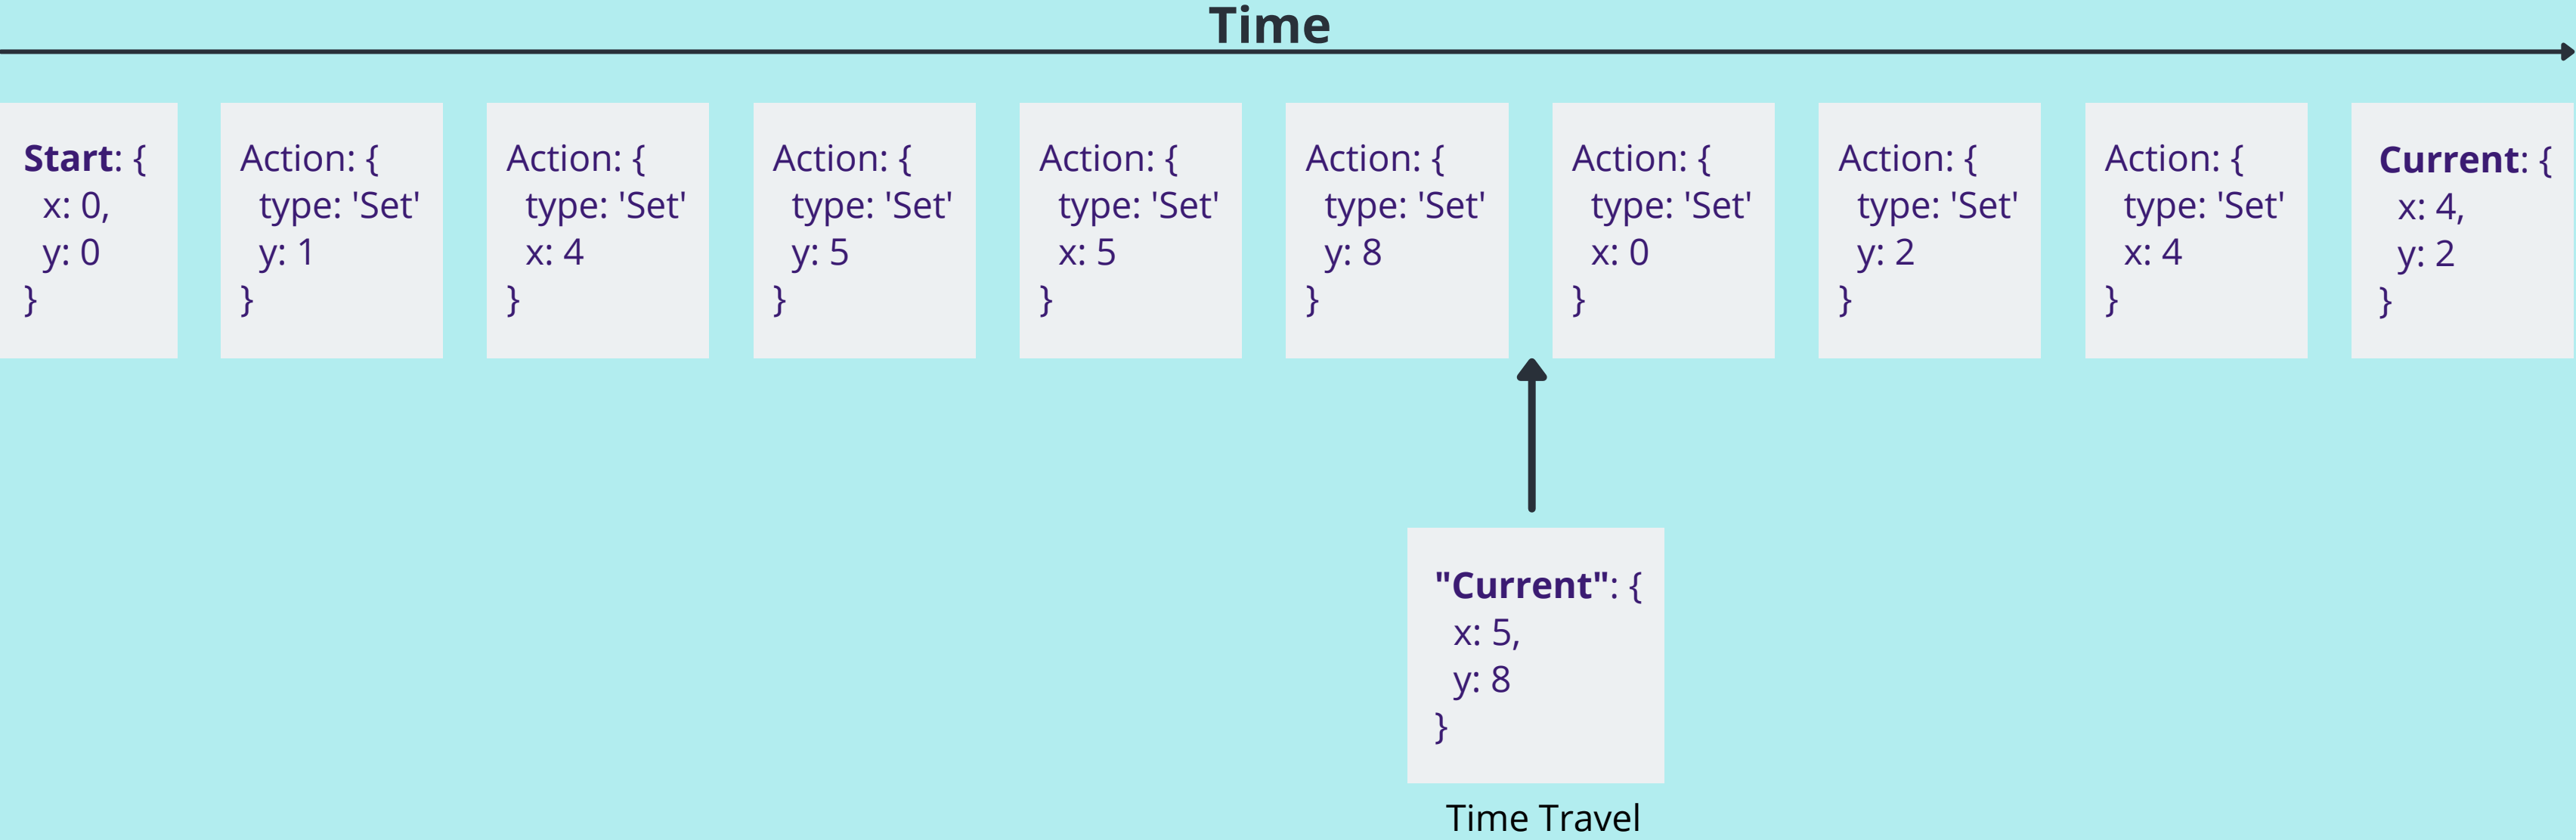 Time
Start: {
x: 0,
y: 0
}
Action: {
type: 'Set'
y: 1
}
Action: {
type: 'Set'
x: 4
}
Action: {
type: 'Set'
y: 5
}
Action: {
type: 'Set'
x: 5
}
Action: {
type: 'Set'
y: 8
}
Action: {
type: 'Set'
x: 0
}
Action: {
type: 'Set'
y: 2
}
Action: {
type: 'Set'
x: 4
}
Current: {
x: 4,
y: 2
}
"Current": {
x: 5,
y: 8
}
Time Travel